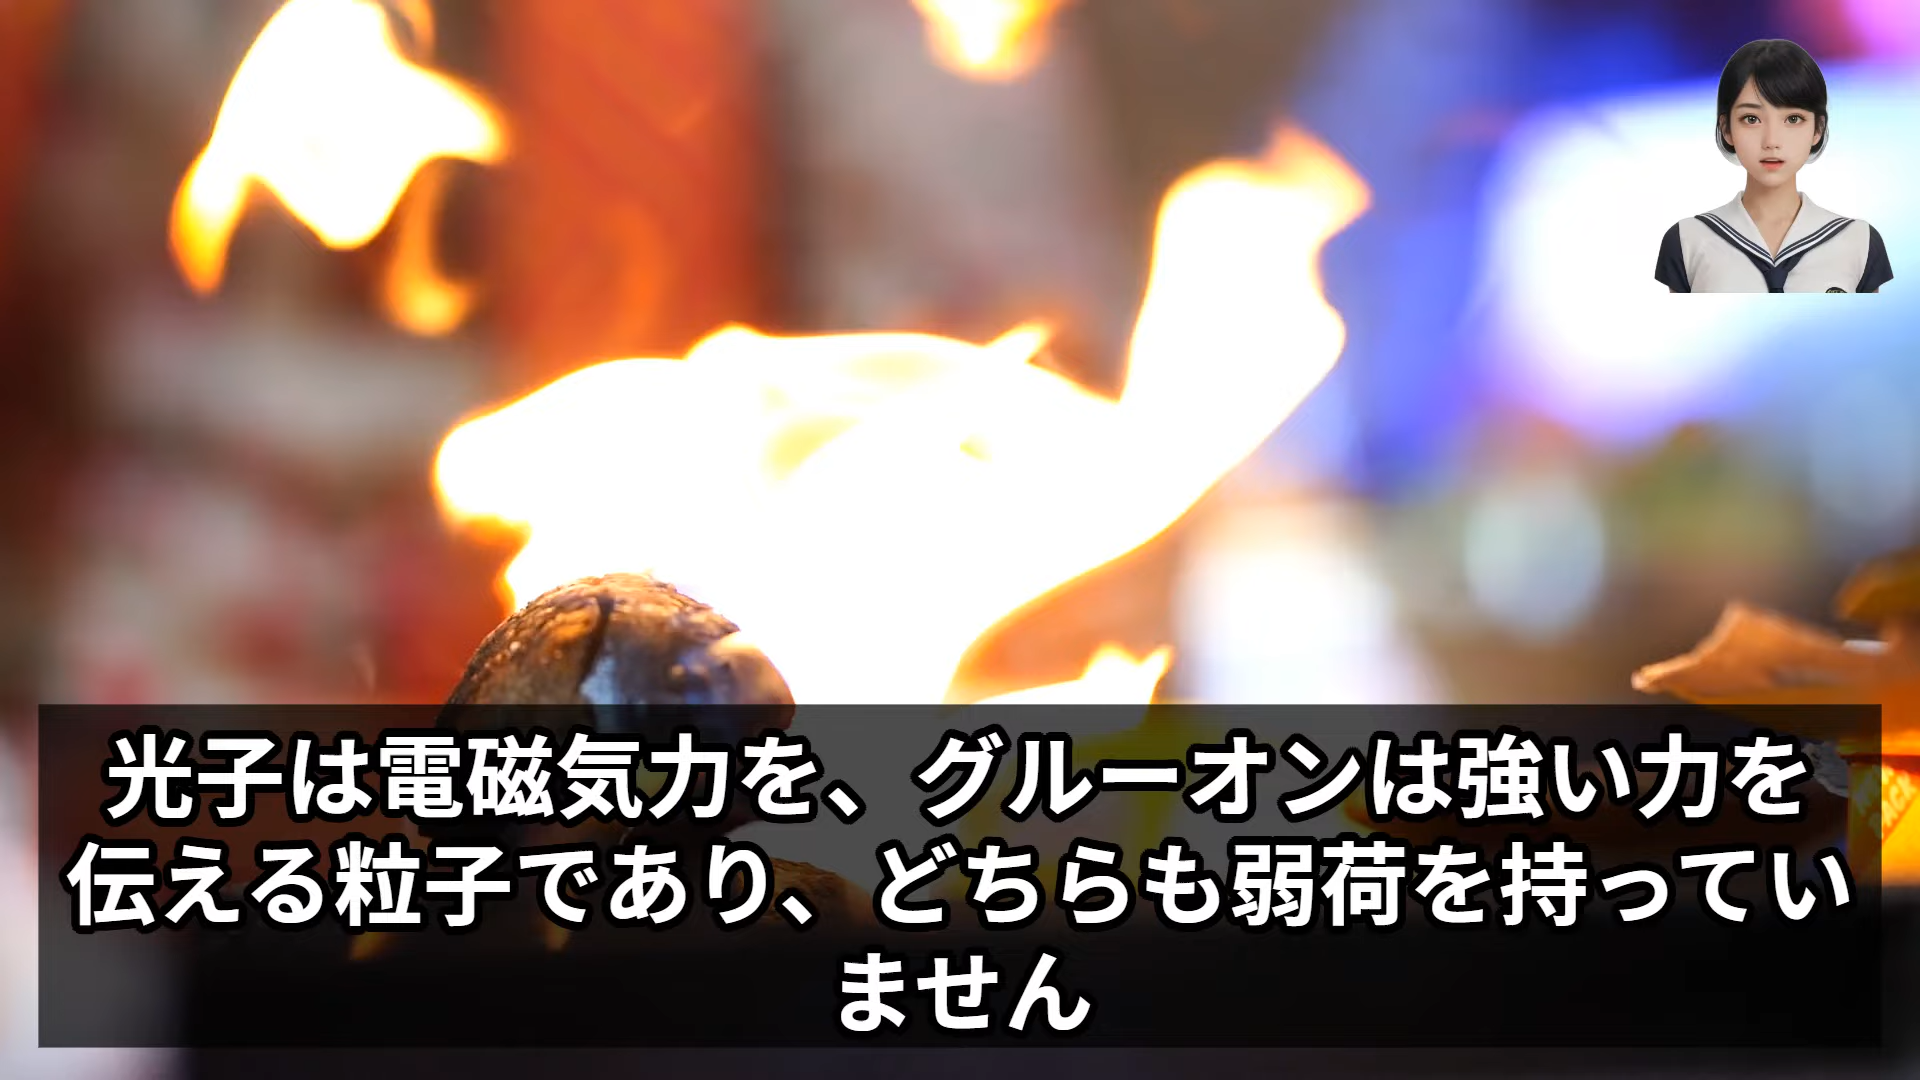 光子は電磁気力を、グルーオンは強い力を
伝える粒子であり、どちらも弱荷を持ってい
ません